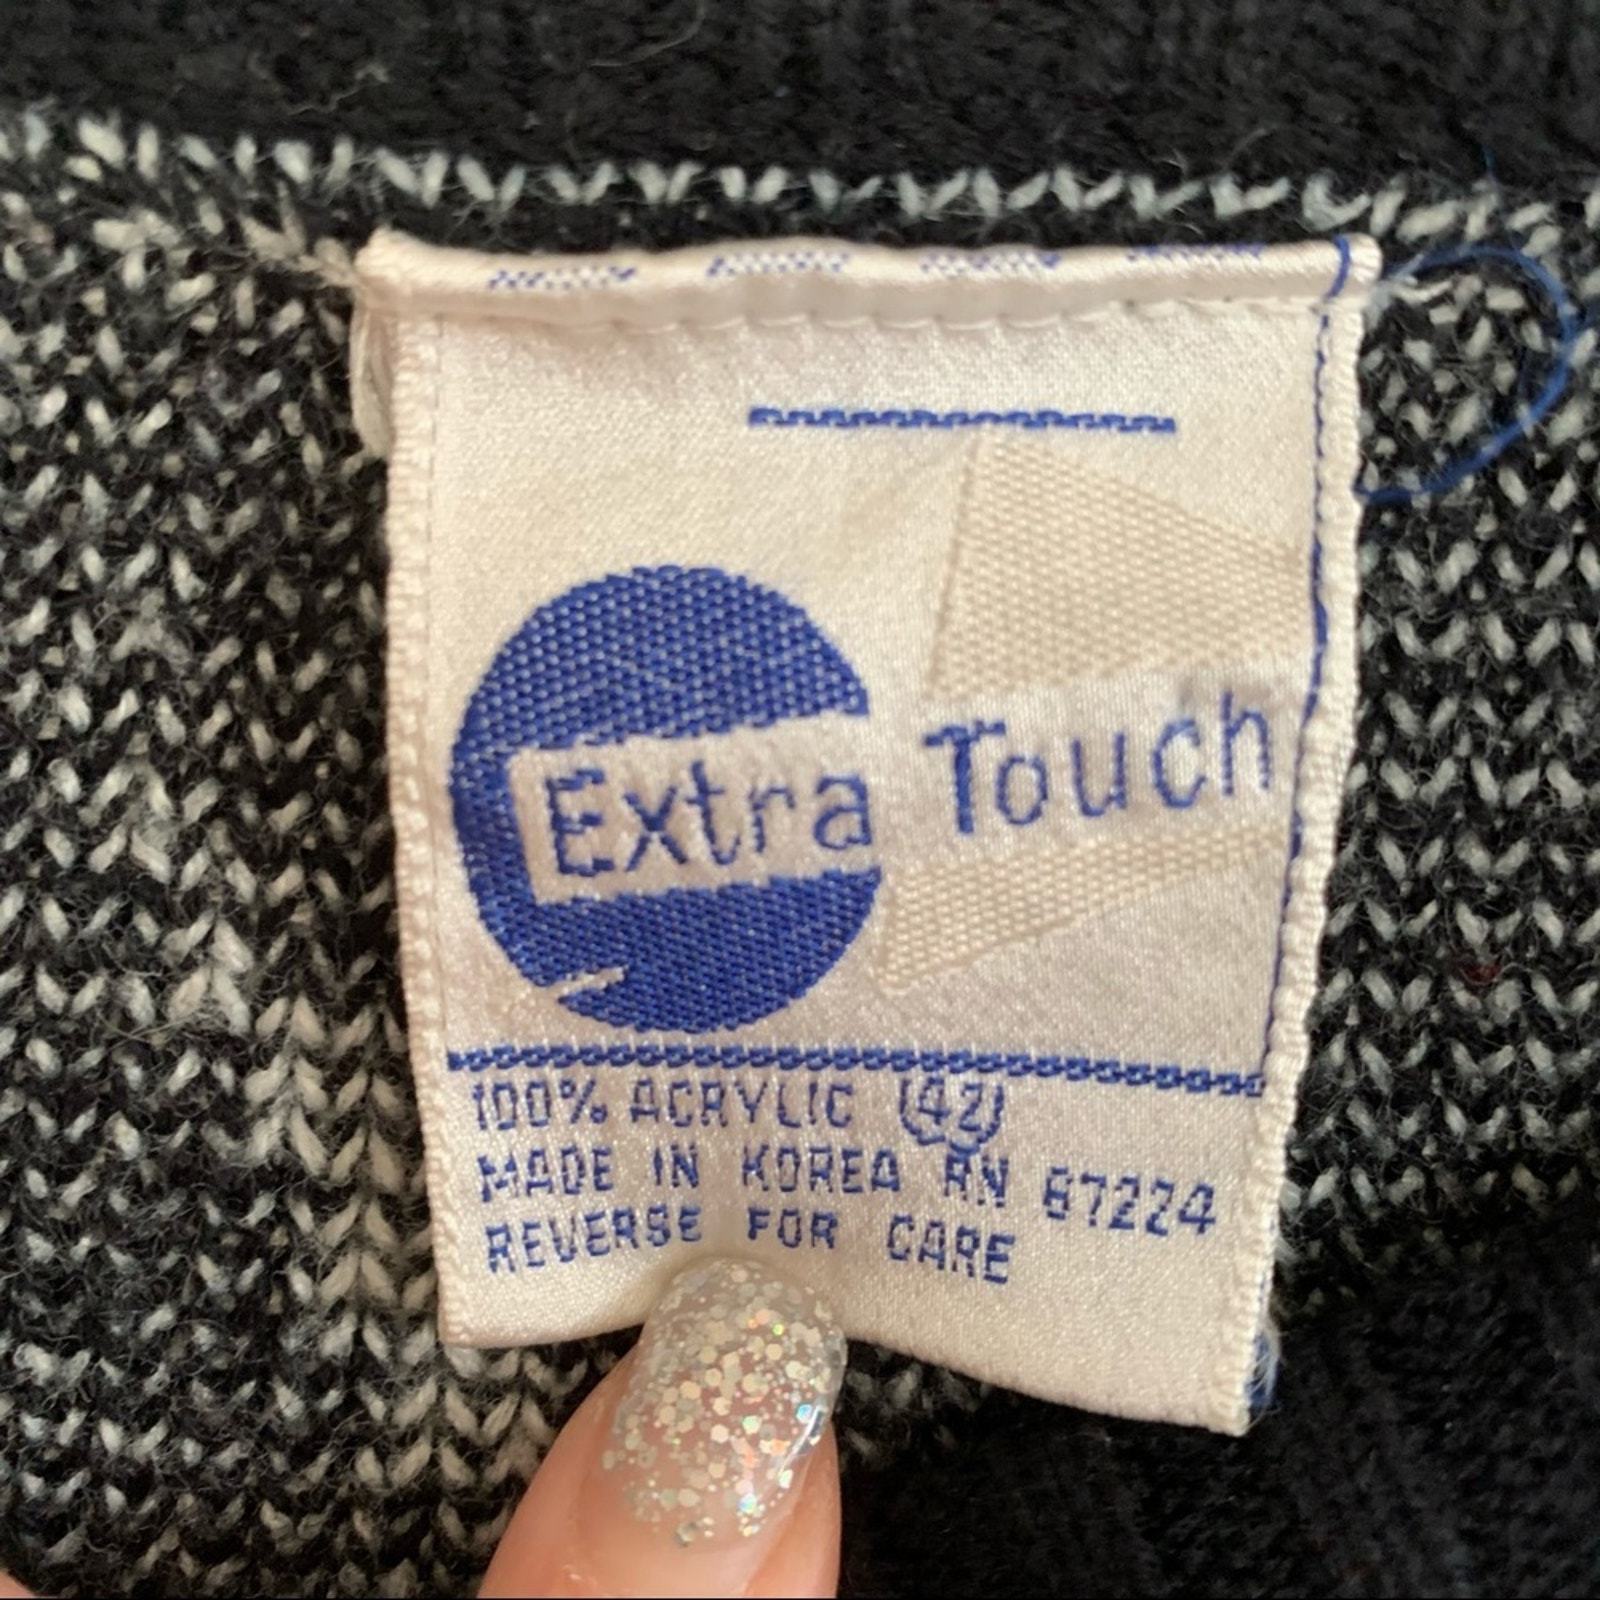 Extra Touch
100% ACRYLIC (42)
MADE IN KOREA RN 67224
REVERSE FOR CARE